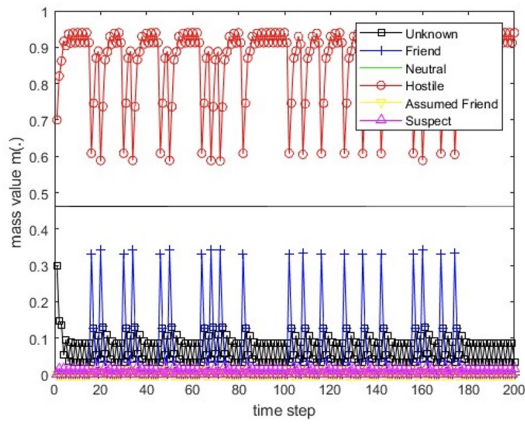 1
0.9
0.8
0.7
0.6
0.5
0.4
0.3
0.2
0.1
0
mass value m(.)
Unknown
Friend
Neutral
Hostile
Assumed Friend
Suspect
0 20 40 60 80 100 120 140 160 180 200
time step